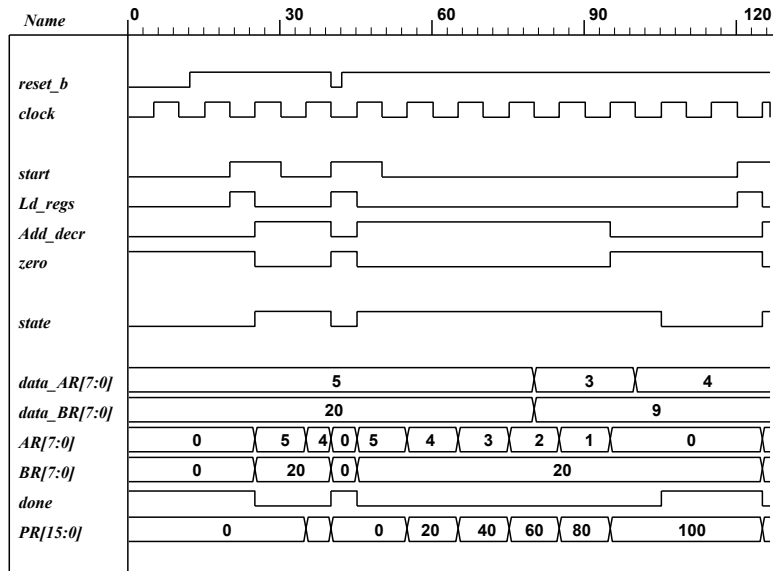 Name 0 30 60 90 120
reset_b
clock
start
Ld_regs
Add_decr
zero
state
data_AR[7:0] 5 3 4
data_BR[7:0] 20 9
AR[7:0] 0 5 4 0 5 4 3 2 1 0
BR[7:0] 0 20 0 20
done
PR[15:0] 0 0 20 40 60 80 100